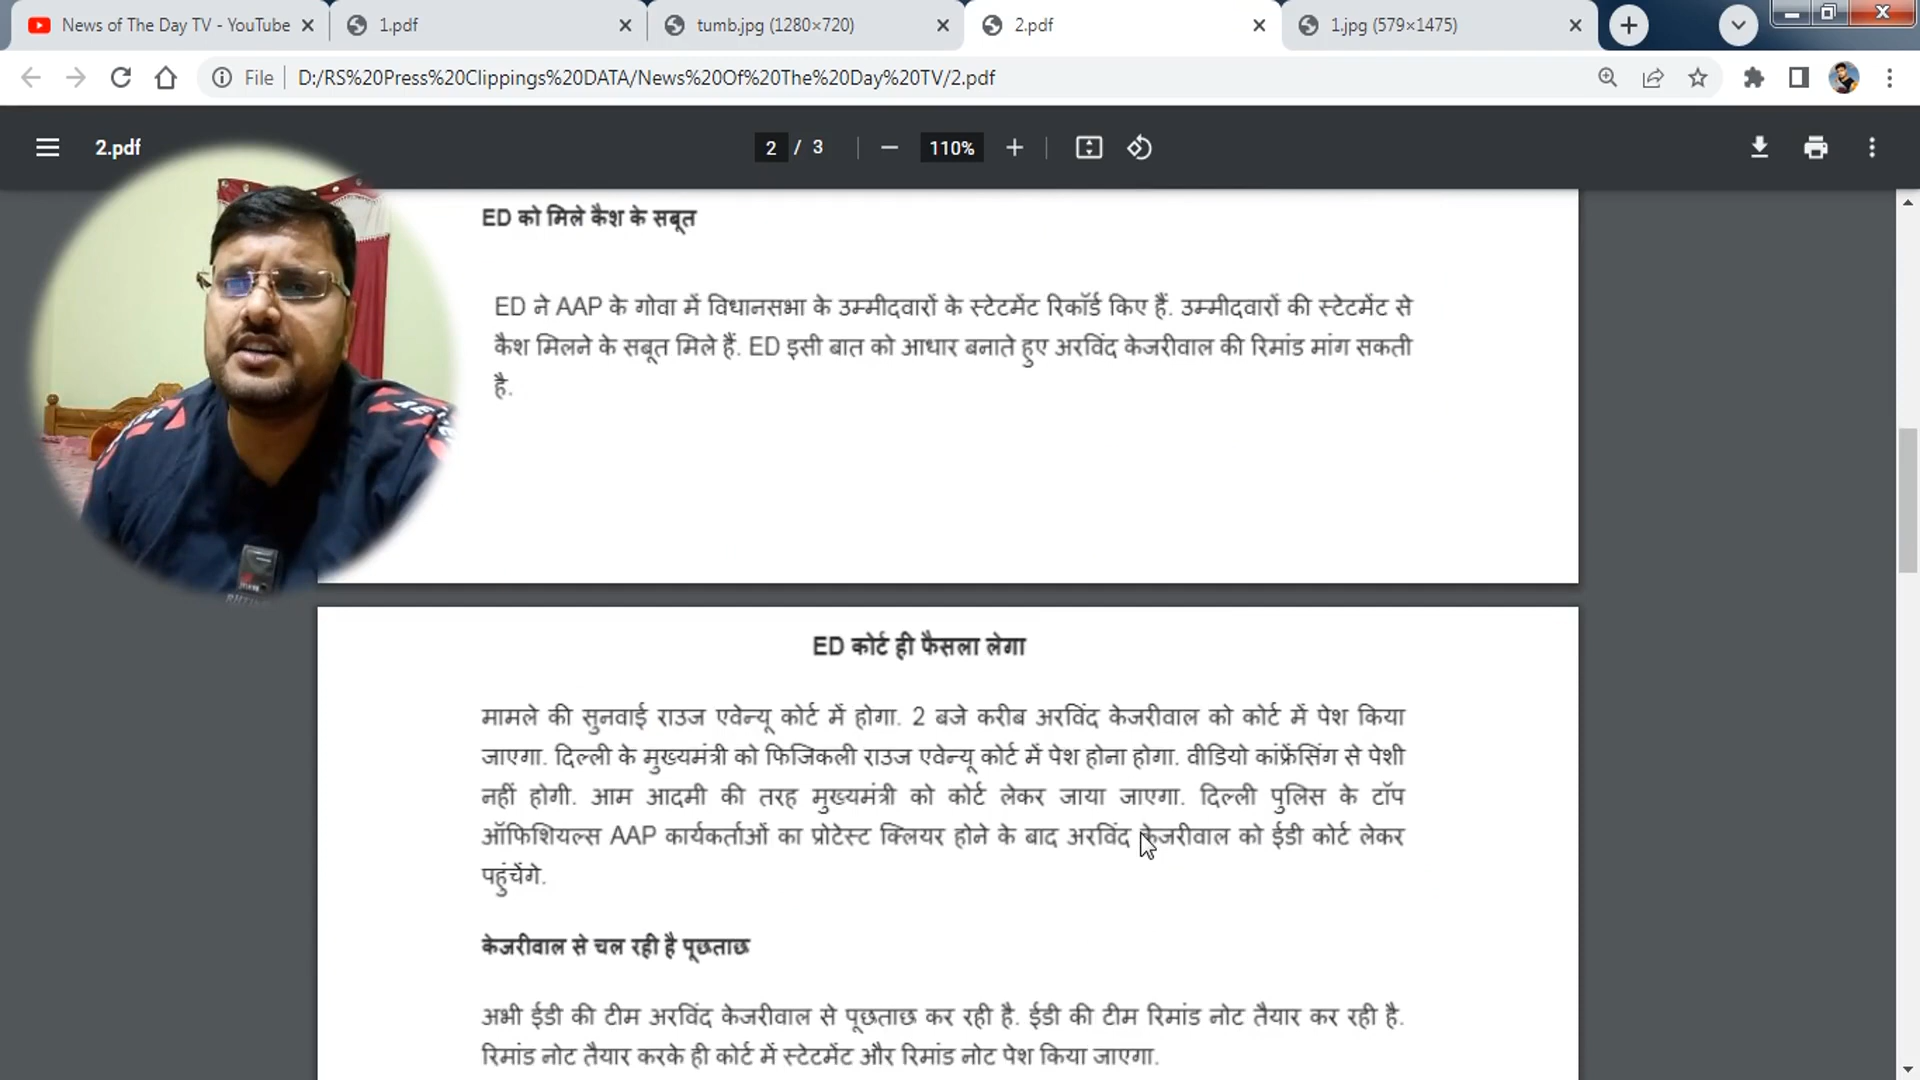 News of The Day TV - YouTube
1.pdf
tumb.jpg (1280×720)
2.pdf
1.jpg (579×1475)
File
D:/RS%20Press%20Clippings%20DATA/News%20Of%20The%20Day%20TV/2.pdf
2.pdf
2 / 3
110%
ED को मिले कैश के सबूत
ED ने AAP के गोवा में विधानसभा के उम्मीदवारों के स्टेटमेंट रिकॉर्ड किए हैं. उम्मीदवारों की स्टेटमेंट से
कैश मिलने के सबूत मिले हैं. ED इसी बात को आधार बनाते हुए अरविंद केजरीवाल की रिमांड मांग सकती
है.
ED कोर्ट ही फैसला लेगा
मामले की सुनवाई राउज एवेन्यू कोर्ट में होगा. 2 बजे करीब अरविंद केजरीवाल को कोर्ट में पेश किया
जाएगा. दिल्ली के मुख्यमंत्री को फिजिकली राउज एवेन्यू कोर्ट में पेश होना होगा. वीडियो कांफ्रेंसिंग से पेशी
नहीं होगी. आम आदमी की तरह मुख्यमंत्री को कोर्ट लेकर जाया जाएगा. दिल्ली पुलिस के टॉप
ऑफिशियल्स AAP कार्यकर्ताओं का प्रोटेस्ट क्लियर होने के बाद अरविंद केजरीवाल को ईडी कोर्ट लेकर
पहुंचेंगे.
केजरीवाल से चल रही है पूछताछ
अभी ईडी की टीम अरविंद केजरीवाल से पूछताछ कर रही है. ईडी की टीम रिमांड नोट तैयार कर रही है.
रिमांड नोट तैयार करके ही कोर्ट में स्टेटमेंट और रिमांड नोट पेश किया जाएगा.